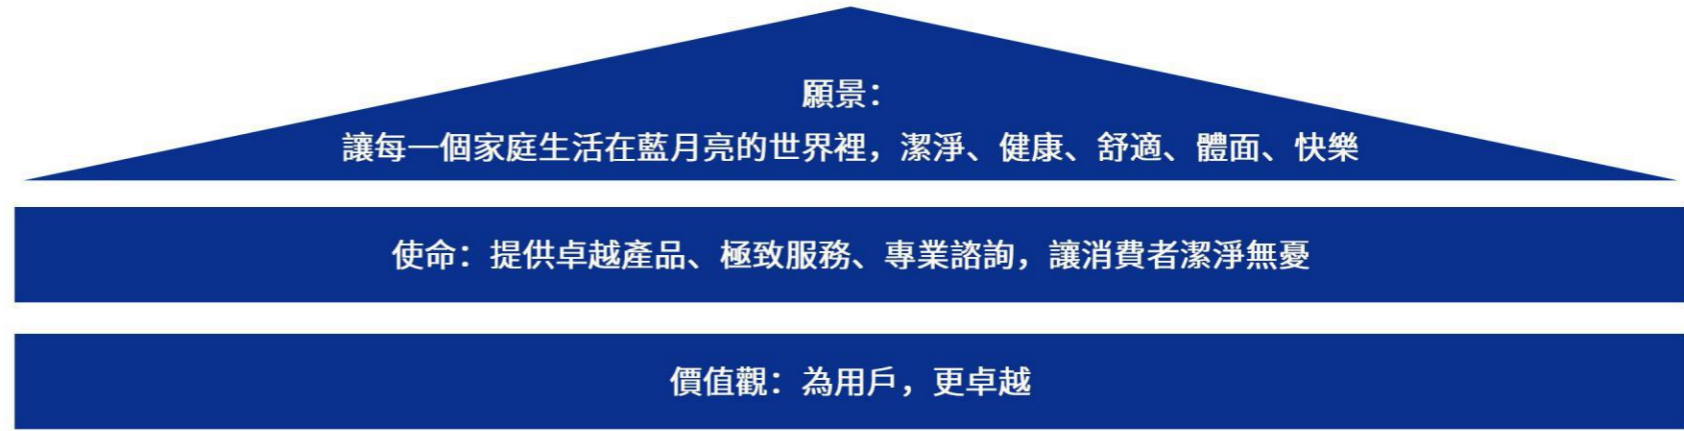 願景：
讓每一個家庭生活在藍月亮的世界裡，潔淨、健康、舒適、體面、快樂
使命：提供卓越產品、極致服務、專業諮詢，讓消費者潔淨無憂
價值觀：為用戶，更卓越